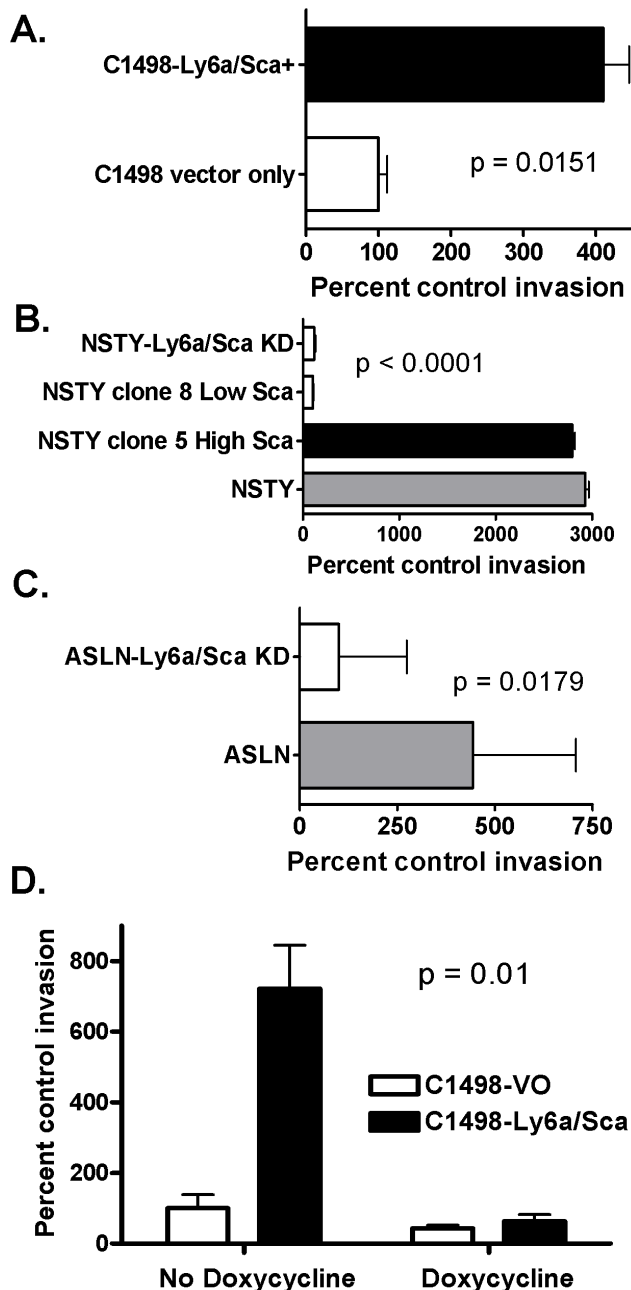 A.
C1498-Ly6a/Sca+
C1498 vector only
p = 0.0151
0 100 200 300 400
Percent control invasion
B.
NSTY-Ly6a/Sca KD
NSTY clone 8 Low Sca
NSTY clone 5 High Sca
NSTY
p < 0.0001
0 1000 2000 3000
Percent control invasion
C.
ASLN-Ly6a/Sca KD
ASLN
p = 0.0179
0 250 500 750
Percent control invasion
D.
Percent control invasion
800
600
400
200
0
p = 0.01
C1498-VO
C1498-Ly6a/Sca
No Doxycycline Doxycycline